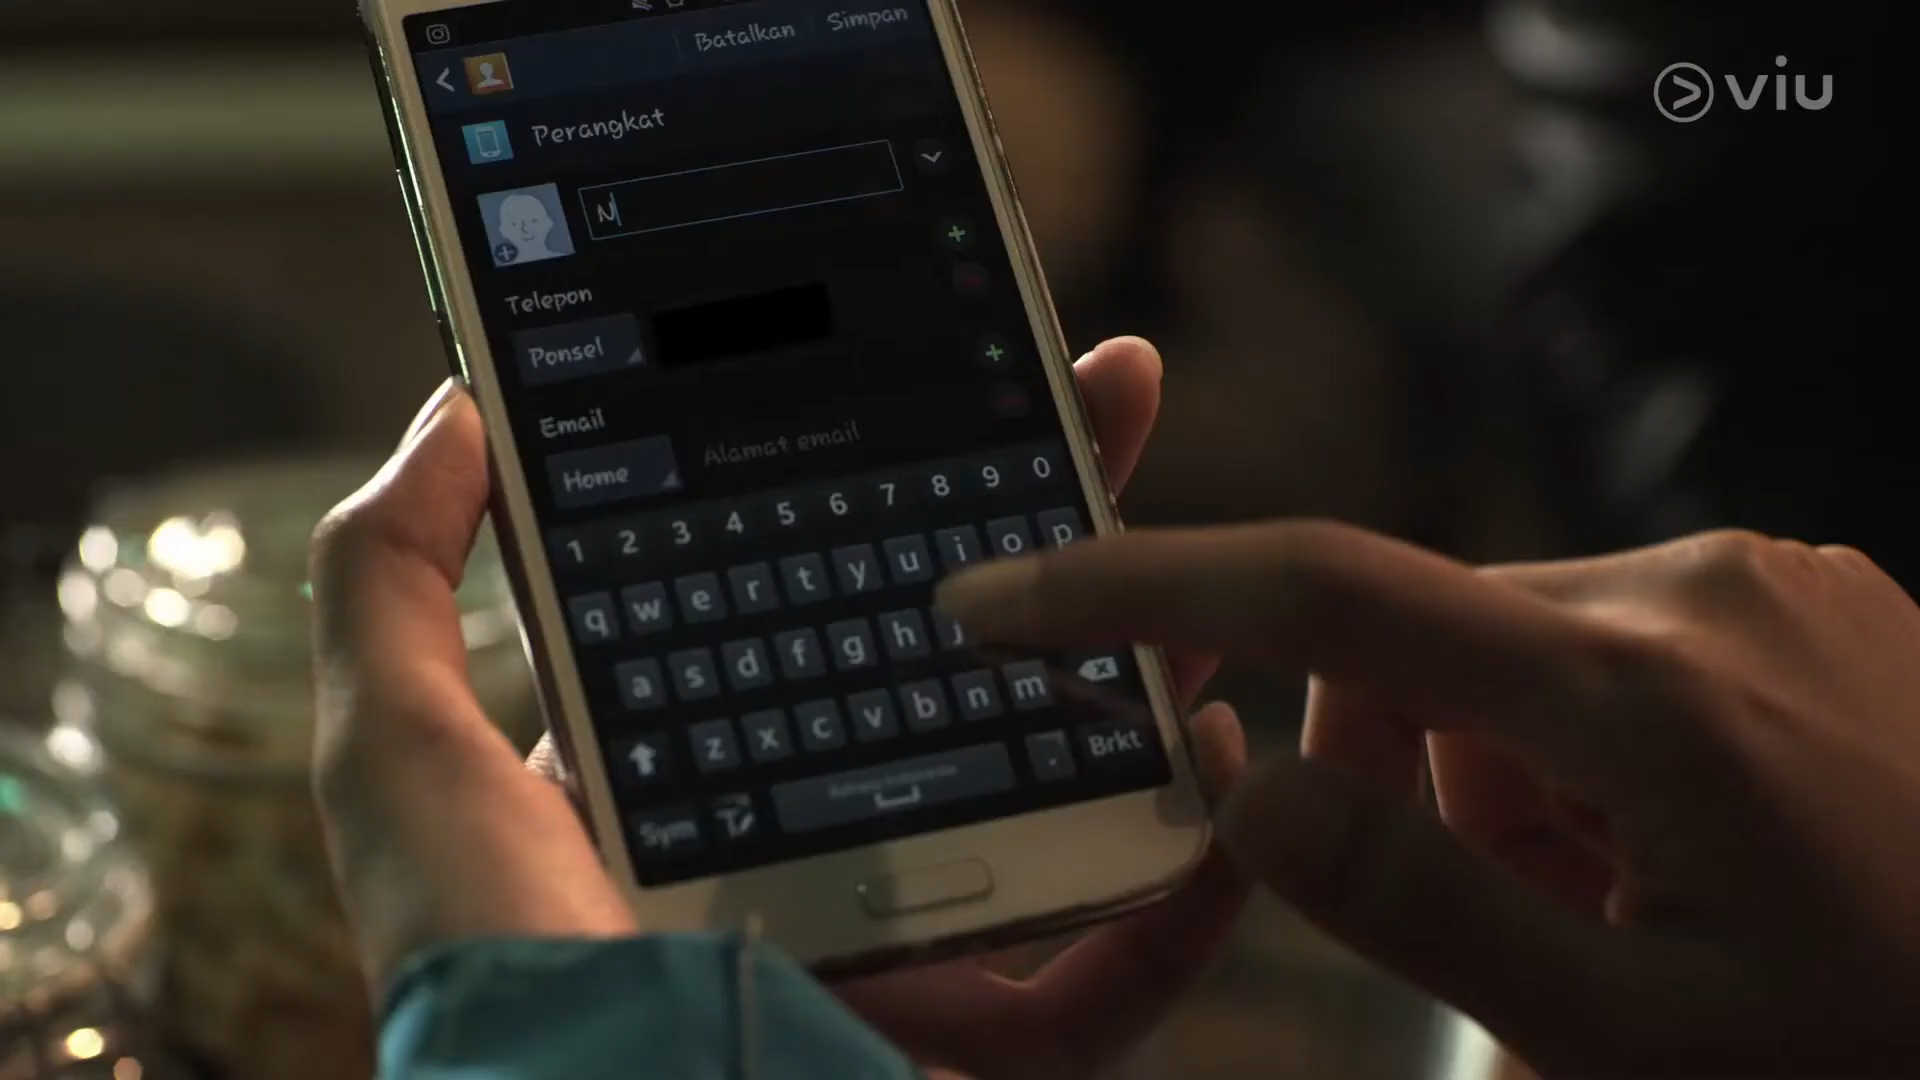 Batalkan Simpan
viu
Perangkat
N
Telepon
Ponsel
Email
Home Alamat email
1 2 3 4 5 6 7 8 9 0
q w e r t y u i o p
a s d f g h j
z x c v b n m
Sym . Brkt